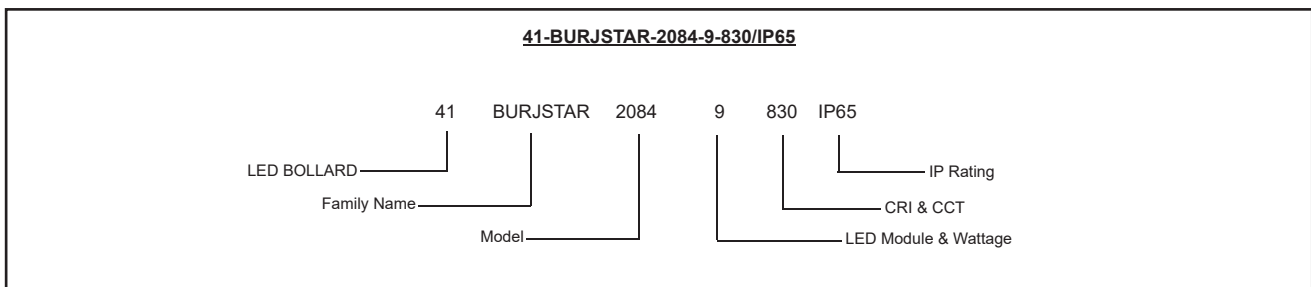 41-BURJSTAR-2084-9-830/IP65
41 BURJSTAR 2084 9 830 IP65
LED BOLLARD
IP Rating
Family Name
CRI & CCT
Model
LED Module & Wattage